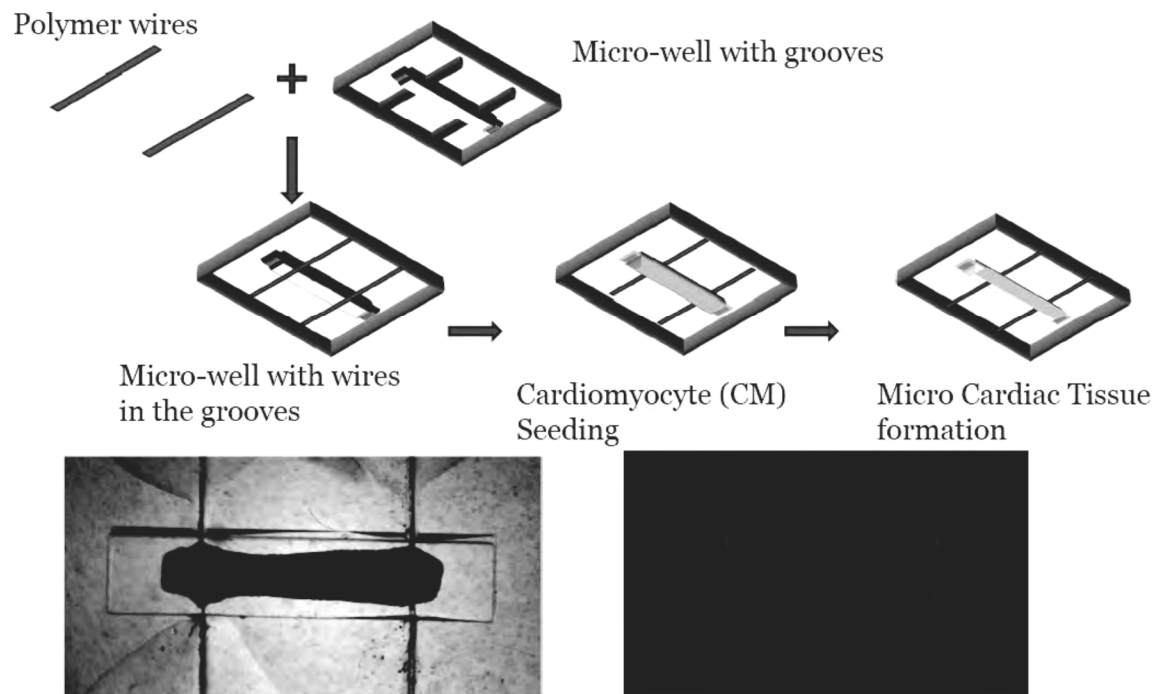 Polymer wires
Micro-well with grooves
Micro-well with wires
in the grooves
Cardiomyocyte (CM)
Seeding
Micro Cardiac Tissue
formation